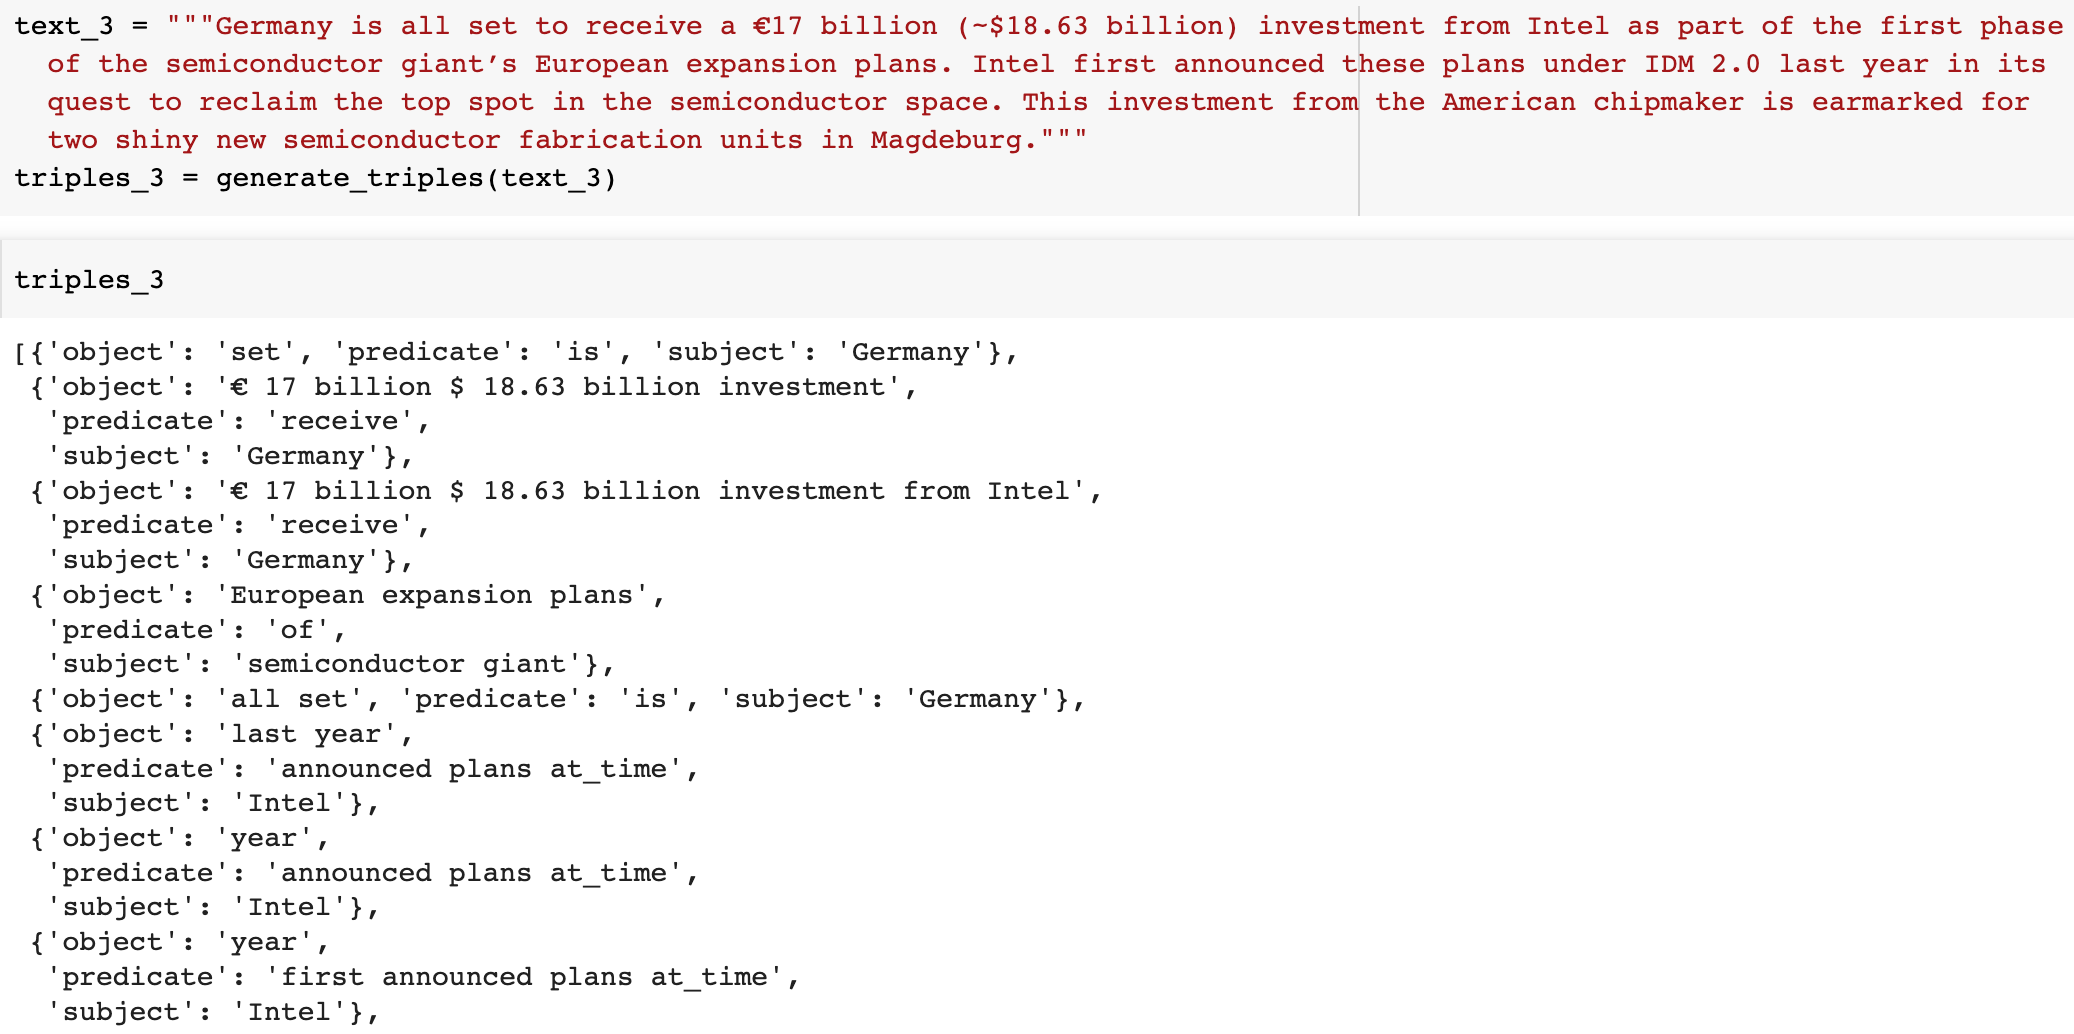 text_3 = """Germany is all set to receive a €17 billion (~$18.63 billion) investment from Intel as part of the first phase
of the semiconductor giant’s European expansion plans. Intel first announced these plans under IDM 2.0 last year in its
quest to reclaim the top spot in the semiconductor space. This investment from the American chipmaker is earmarked for
two shiny new semiconductor fabrication units in Magdeburg."""
triples_3 = generate_triples(text_3)
triples_3
[{'object': 'set', 'predicate': 'is', 'subject': 'Germany'},
{'object': '€ 17 billion $ 18.63 billion investment',
'predicate': 'receive',
'subject': 'Germany'},
{'object': '€ 17 billion $ 18.63 billion investment from Intel',
'predicate': 'receive',
'subject': 'Germany'},
{'object': 'European expansion plans',
'predicate': 'of',
'subject': 'semiconductor giant'},
{'object': 'all set', 'predicate': 'is', 'subject': 'Germany'},
{'object': 'last year',
'predicate': 'announced plans at_time',
'subject': 'Intel'},
{'object': 'year',
'predicate': 'announced plans at_time',
'subject': 'Intel'},
{'object': 'year',
'predicate': 'first announced plans at_time',
'subject': 'Intel'},